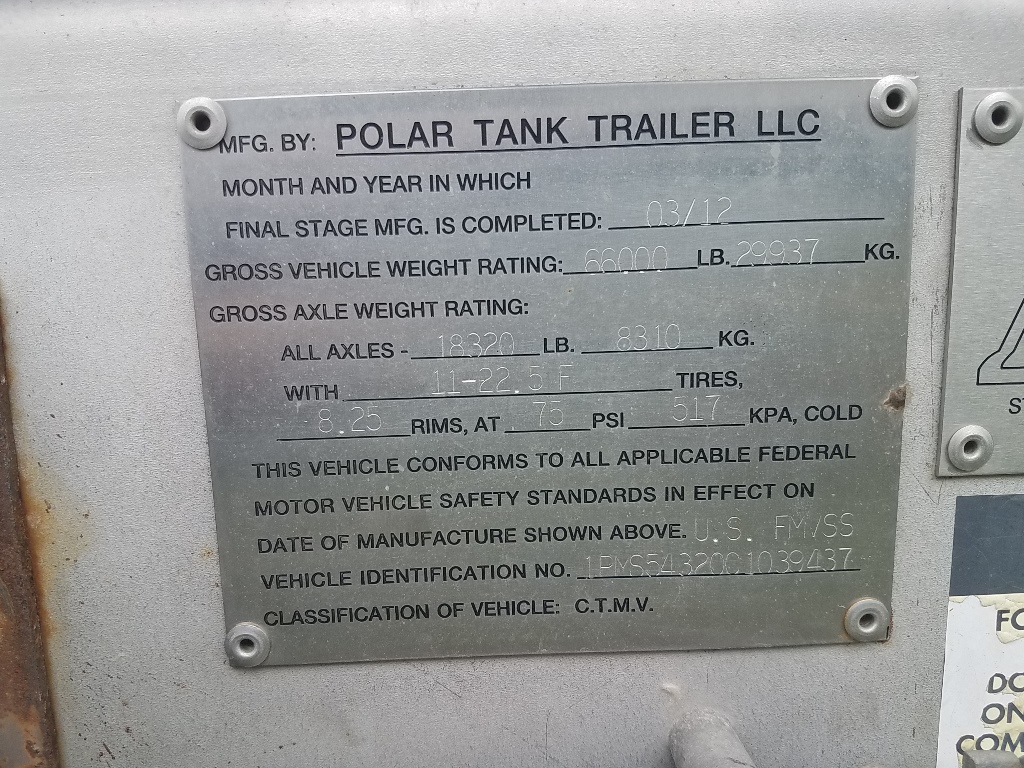 MFG. BY: POLAR TANK TRAILER LLC
MONTH AND YEAR IN WHICH
FINAL STAGE MFG. IS COMPLETED: 03/12
GROSS VEHICLE WEIGHT RATING: 66000 LB. 29937 KG.
GROSS AXLE WEIGHT RATING:
ALL AXLES - 18320 LB. 8310 KG.
WITH 11-22.5 F TIRES,
8.25 RIMS, AT 75 PSI 517 KPA, COLD
THIS VEHICLE CONFORMS TO ALL APPLICABLE FEDERAL
MOTOR VEHICLE SAFETY STANDARDS IN EFFECT ON
DATE OF MANUFACTURE SHOWN ABOVE. U.S. FMVSS
VEHICLE IDENTIFICATION NO. 1PMS54320C1039437
CLASSIFICATION OF VEHICLE: C.T.M.V.